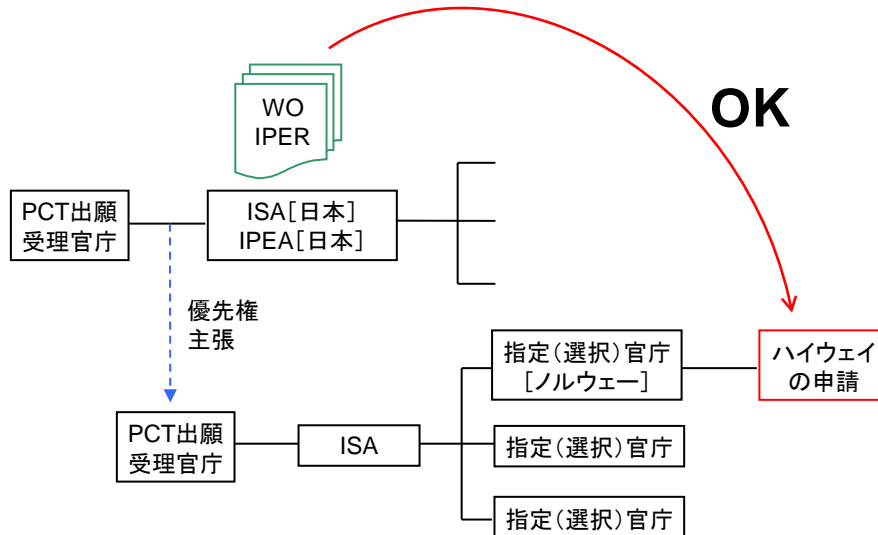 OK
WO
IPER
PCT出願
受理官庁
ISA[日本]
IPEA[日本]
優先権
主張
指定(選択)官庁
[ノルウェー]
ハイウェイ
の申請
PCT出願
受理官庁
ISA
指定(選択)官庁
指定(選択)官庁